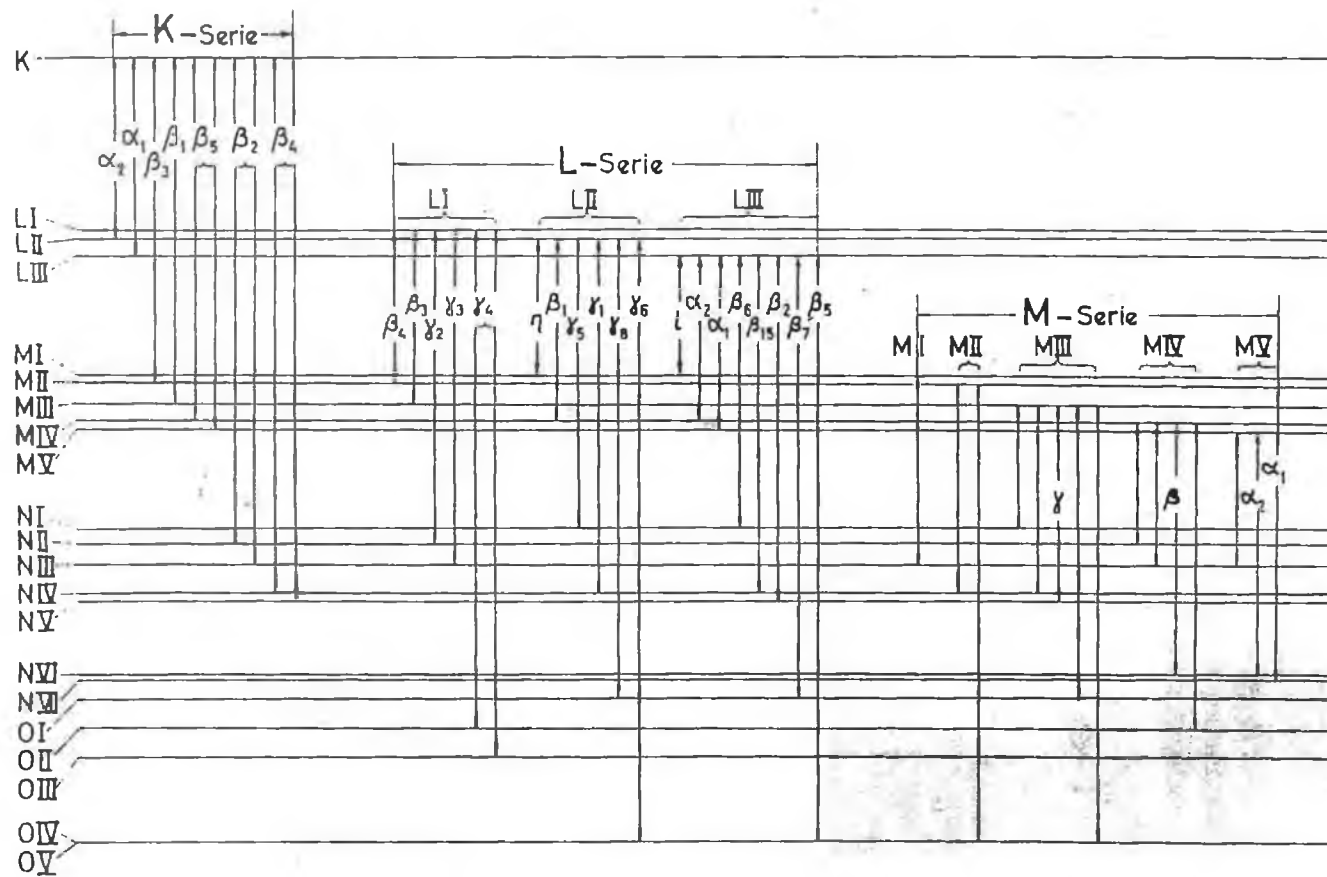 K-Serie
K
α₂ α₁ β₃ β₁ β₅ β₂ β₄
L-Serie
LI LII LIII
LI
LII
LIII
β₄ β₃ γ₂ γ₃ γ₄ η β₁ γ₅ γ₁ γ₈ γ₆ l α₂ α₁ β₆ β₁₅ β₂ β₇ β₅
M-Serie
MI MII MIII MIV MV
MI
MII
MIII
MIV
MV
γ β α₂ α₁
NI
NII
NIII
NIV
NV
NVI
NVII
OI
OII
OIII
OIV
OV